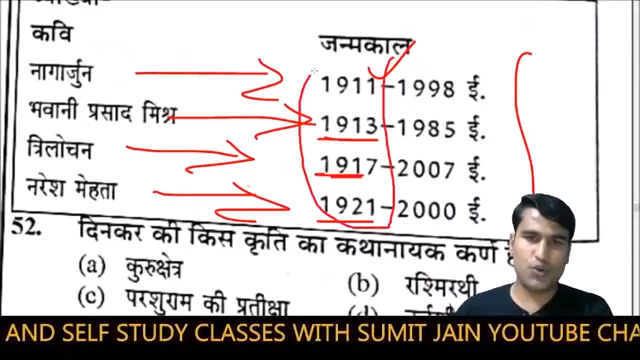 कवि जन्मकाल
नागार्जुन 1911-1998 ई.
भवानी प्रसाद मिश्र 1913-1985 ई.
त्रिलोचन 1917-2007 ई.
नरेश मेहता 1921-2000 ई.
52. दिनकर की किस कृति का कथानायक कर्ण
(a) कुरुक्षेत्र (b) रश्मिरथी
(c) परशुराम की प्रतीक्षा
AND SELF STUDY CLASSES WITH SUMIT JAIN YOUTUBE CHA